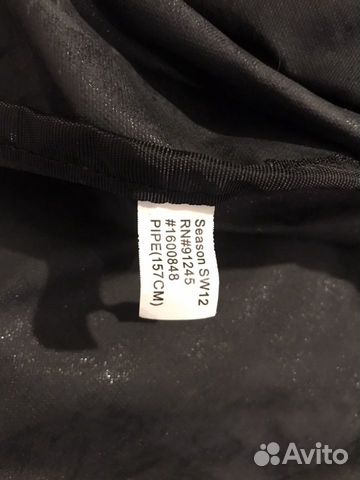 Season SW12
RN#91245
#1600848
PIPE(157CM)
Avito